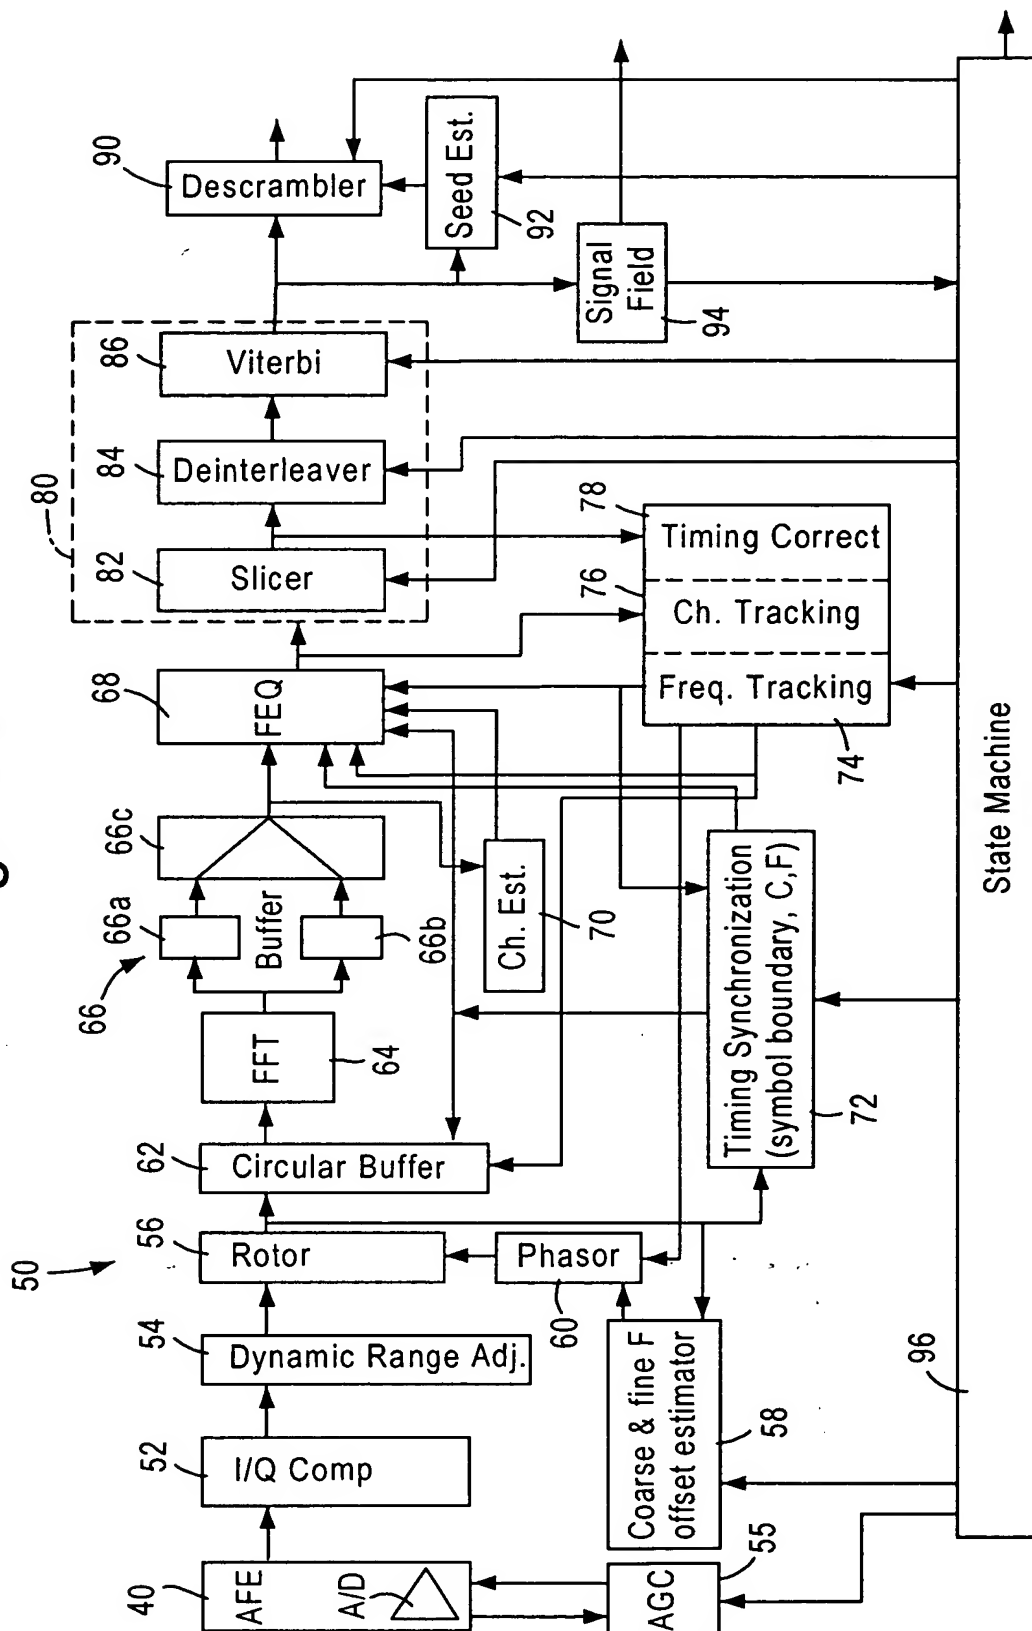 50
40
AFE
A/D
AGC
55
52
I/Q Comp
54
Dynamic Range Adj.
56
Rotor
Phasor
60
Coarse & fine F
offset estimator
58
62
Circular Buffer
FFT
64
66
66a
Buffer
66b
66c
68
FEQ
Ch. Est.
70
Timing Synchronization
(symbol boundary, C,F)
72
Freq. Tracking
74
Ch. Tracking
76
Timing Correct
78
80
82
Slicer
84
Deinterleaver
86
Viterbi
90
Descrambler
Seed Est.
92
Signal
Field
94
State Machine
96